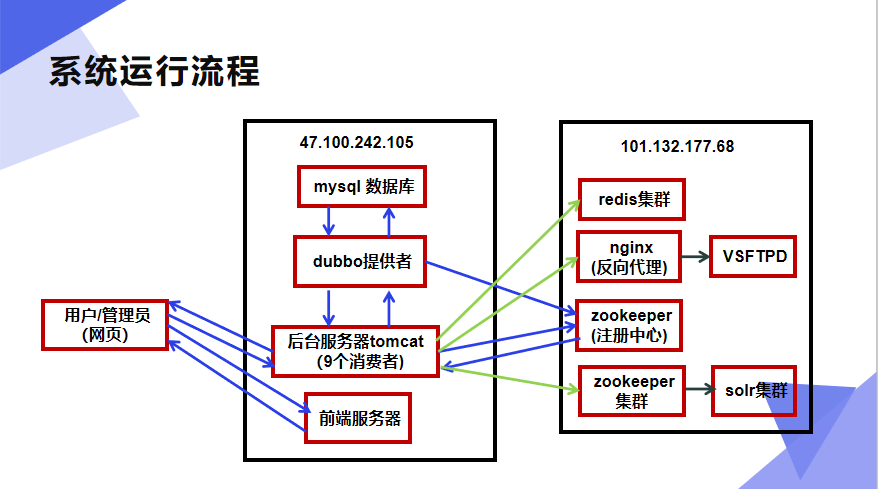 系统运行流程
47.100.242.105
mysql 数据库
dubbo提供者
用户/管理员
(网页)
后台服务器tomcat
(9个消费者)
前端服务器
101.132.177.68
redis集群
nginx
(反向代理)
VSFTPD
zookeeper
(注册中心)
zookeeper
集群
solr集群